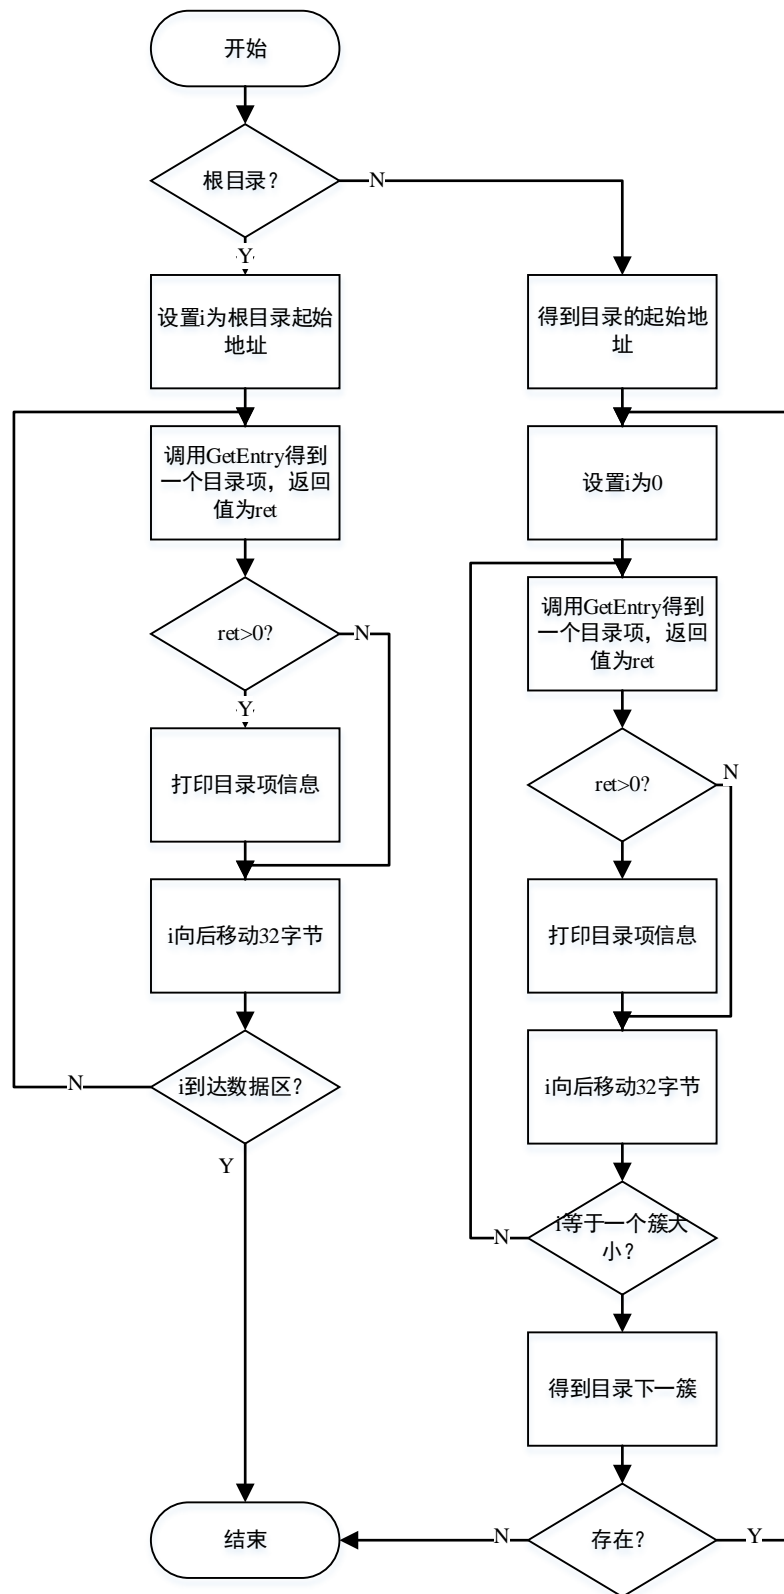 开始
根目录？
N
Y
设置i为根目录起始
地址
得到目录的起始地
址
调用GetEntry得到
一个目录项，返回
值为ret
设置i为0
调用GetEntry得到
一个目录项，返回
值为ret
ret>0?
N
Y
ret>0?
N
打印目录项信息
打印目录项信息
i向后移动32字节
i向后移动32字节
i到达数据区？
N
Y
i等于一个簇大
小？
N
得到目录下一簇
存在？
N
Y
结束